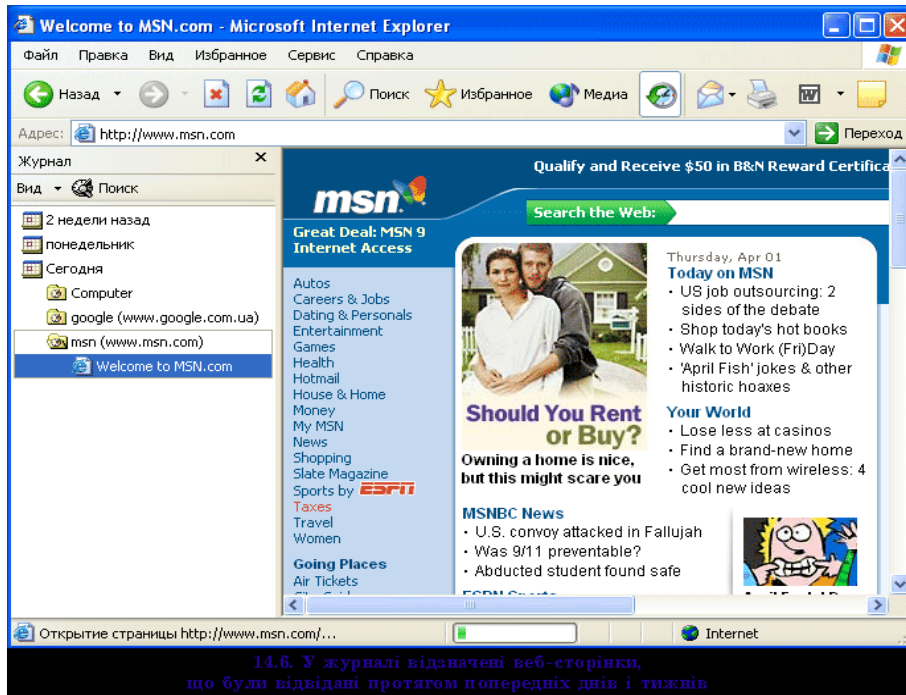 Welcome to MSN.com - Microsoft Internet Explorer
Файл Правка Вид Избранное Сервис Справка
Назад Поиск Избранное Медиа
Адрес: http://www.msn.com Переход
Журнал
Вид Поиск
2 недели назад
понедельник
Сегодня
Computer
google (www.google.com.ua)
msn (www.msn.com)
Welcome to MSN.com
Qualify and Receive $50 in B&N Reward Certifica
msn
Search the Web:
Great Deal: MSN 9
Internet Access
Autos
Careers & Jobs
Dating & Personals
Entertainment
Games
Health
Hotmail
House & Home
Money
My MSN
News
Shopping
Slate Magazine
Sports by ESPN
Taxes
Travel
Women
Going Places
Air Tickets
Should You Rent
or Buy?
Owning a home is nice,
but this might scare you
MSNBC News
· U.S. convoy attacked in Fallujah
· Was 9/11 preventable?
· Abducted student found safe
Thursday, Apr 01
Today on MSN
· US job outsourcing: 2
sides of the debate
· Shop today's hot books
· Walk to Work (Fri)Day
· 'April Fish' jokes & other
historic hoaxes
Your World
· Lose less at casinos
· Find a brand-new home
· Get most from wireless: 4
cool new ideas
Открытие страницы http://www.msn.com/...
Internet
14.6. У журналі відзначені веб-сторінки,
що були відвідані протягом попередніх днів і тижнів